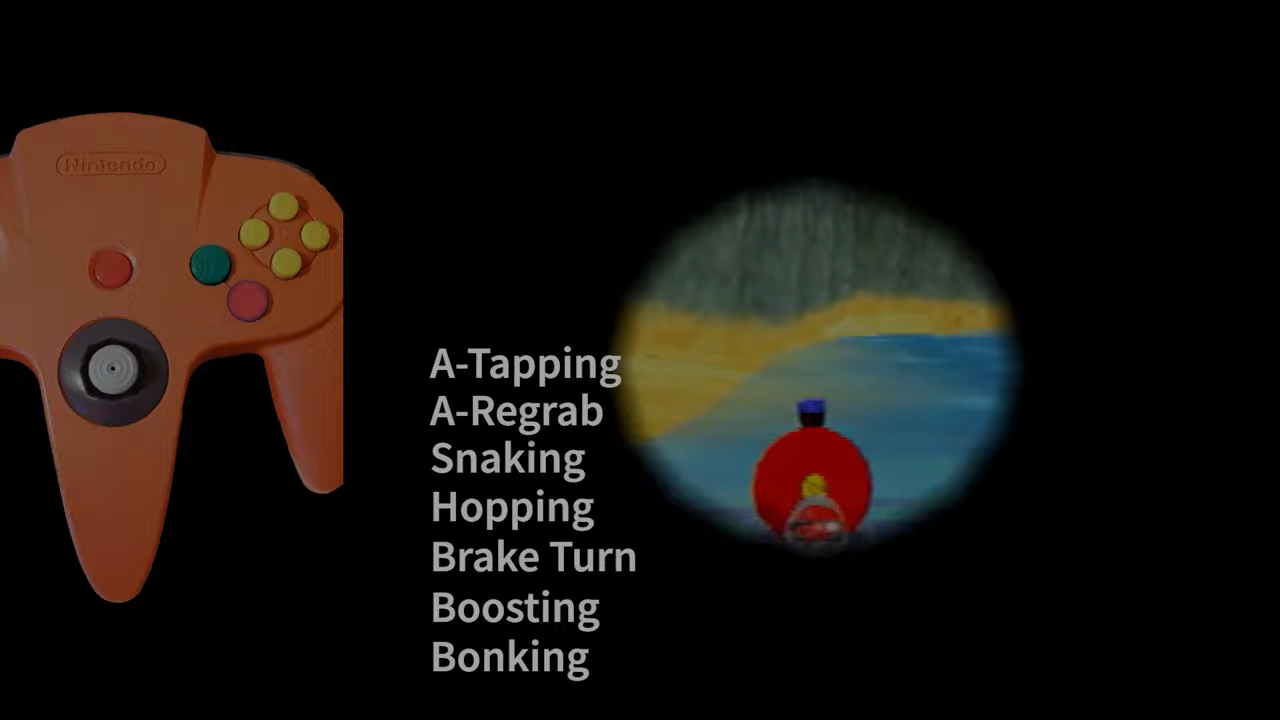 Nintendo
A-Tapping
A-Regrab
Snaking
Hopping
Brake Turn
Boosting
Bonking